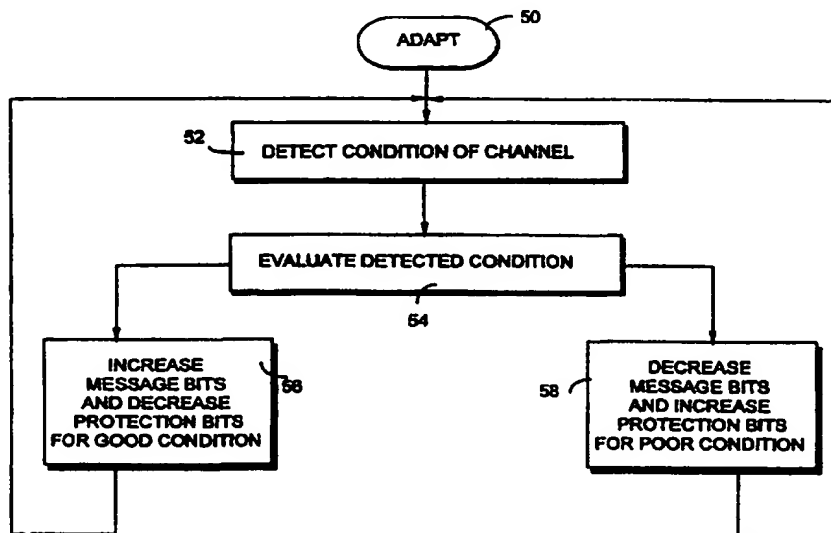 ADAPT
50
52
DETECT CONDITION OF CHANNEL
EVALUATE DETECTED CONDITION
54
INCREASE
MESSAGE BITS
AND DECREASE
PROTECTION BITS
FOR GOOD CONDITION
56
58
DECREASE
MESSAGE BITS
AND INCREASE
PROTECTION BITS
FOR POOR CONDITION